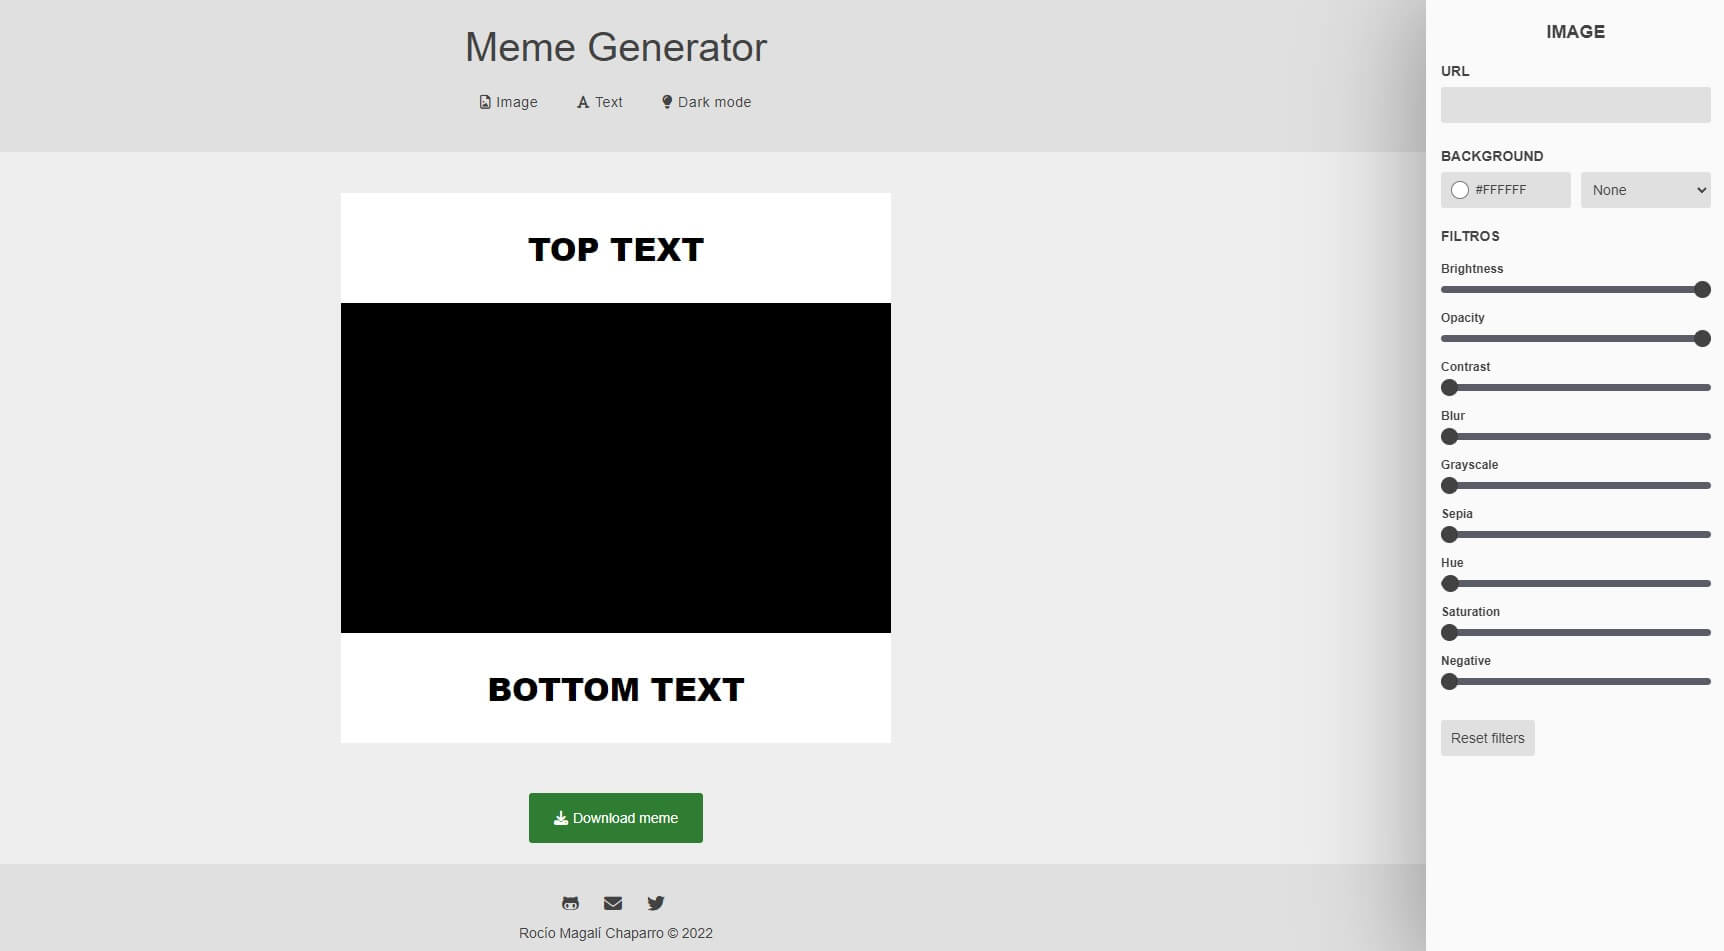 Meme Generator
Image Text Dark mode
TOP TEXT
BOTTOM TEXT
Download meme
Rocío Magalí Chaparro © 2022
IMAGE
URL
BACKGROUND
#FFFFFF None
FILTROS
Brightness
Opacity
Contrast
Blur
Grayscale
Sepia
Hue
Saturation
Negative
Reset filters